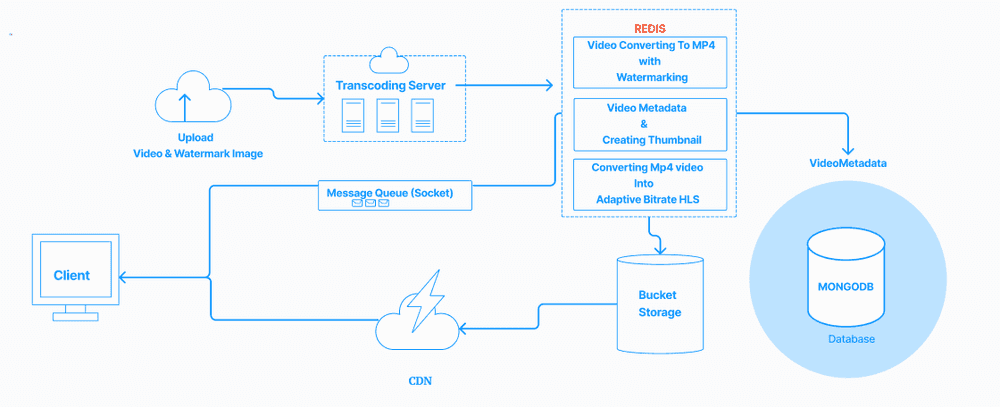 REDIS
Video Converting To MP4
with
Watermarking
Transcoding Server
Video Metadata
&
Creating Thumbnail
Upload
Video & Watermark Image
VideoMetadata
Converting Mp4 video
Into
Adaptive Bitrate HLS
Message Queue (Socket)
Client
Bucket
Storage
MONGODB
Database
CDN